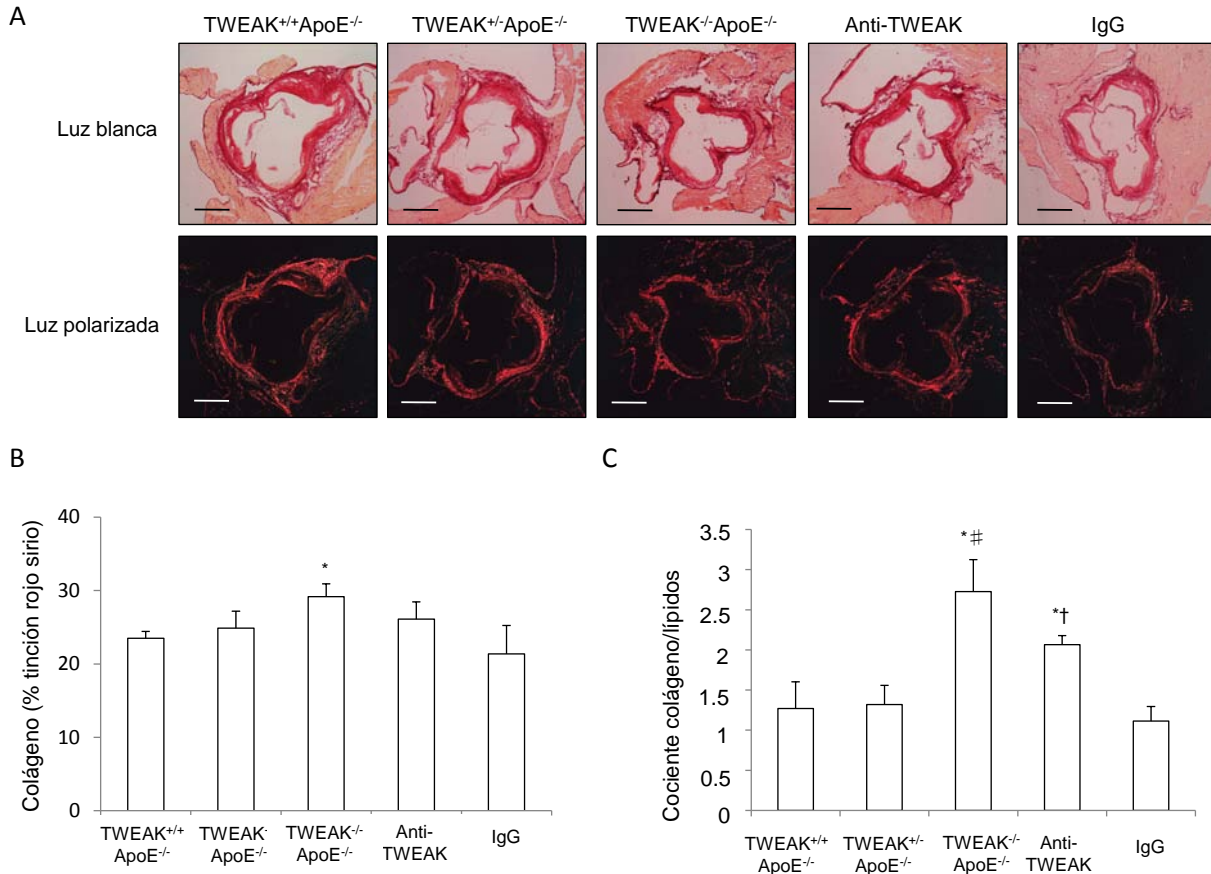 A
TWEAK+/+ApoE-/- TWEAK+/-ApoE-/- TWEAK-/-ApoE-/- Anti-TWEAK IgG
Luz blanca
Luz polarizada
B
Colágeno (% tinción rojo sirio)
40
30
20
10
0
*
TWEAK+/+ ApoE-/-
TWEAK- ApoE-/-
TWEAK-/- ApoE-/-
Anti-TWEAK
IgG
C
Cociente colágeno/lípidos
3.5
3
2.5
2
1.5
1
0.5
0
*#
*†
TWEAK+/+ ApoE-/-
TWEAK+/- ApoE-/-
TWEAK-/- ApoE-/-
Anti-TWEAK
IgG